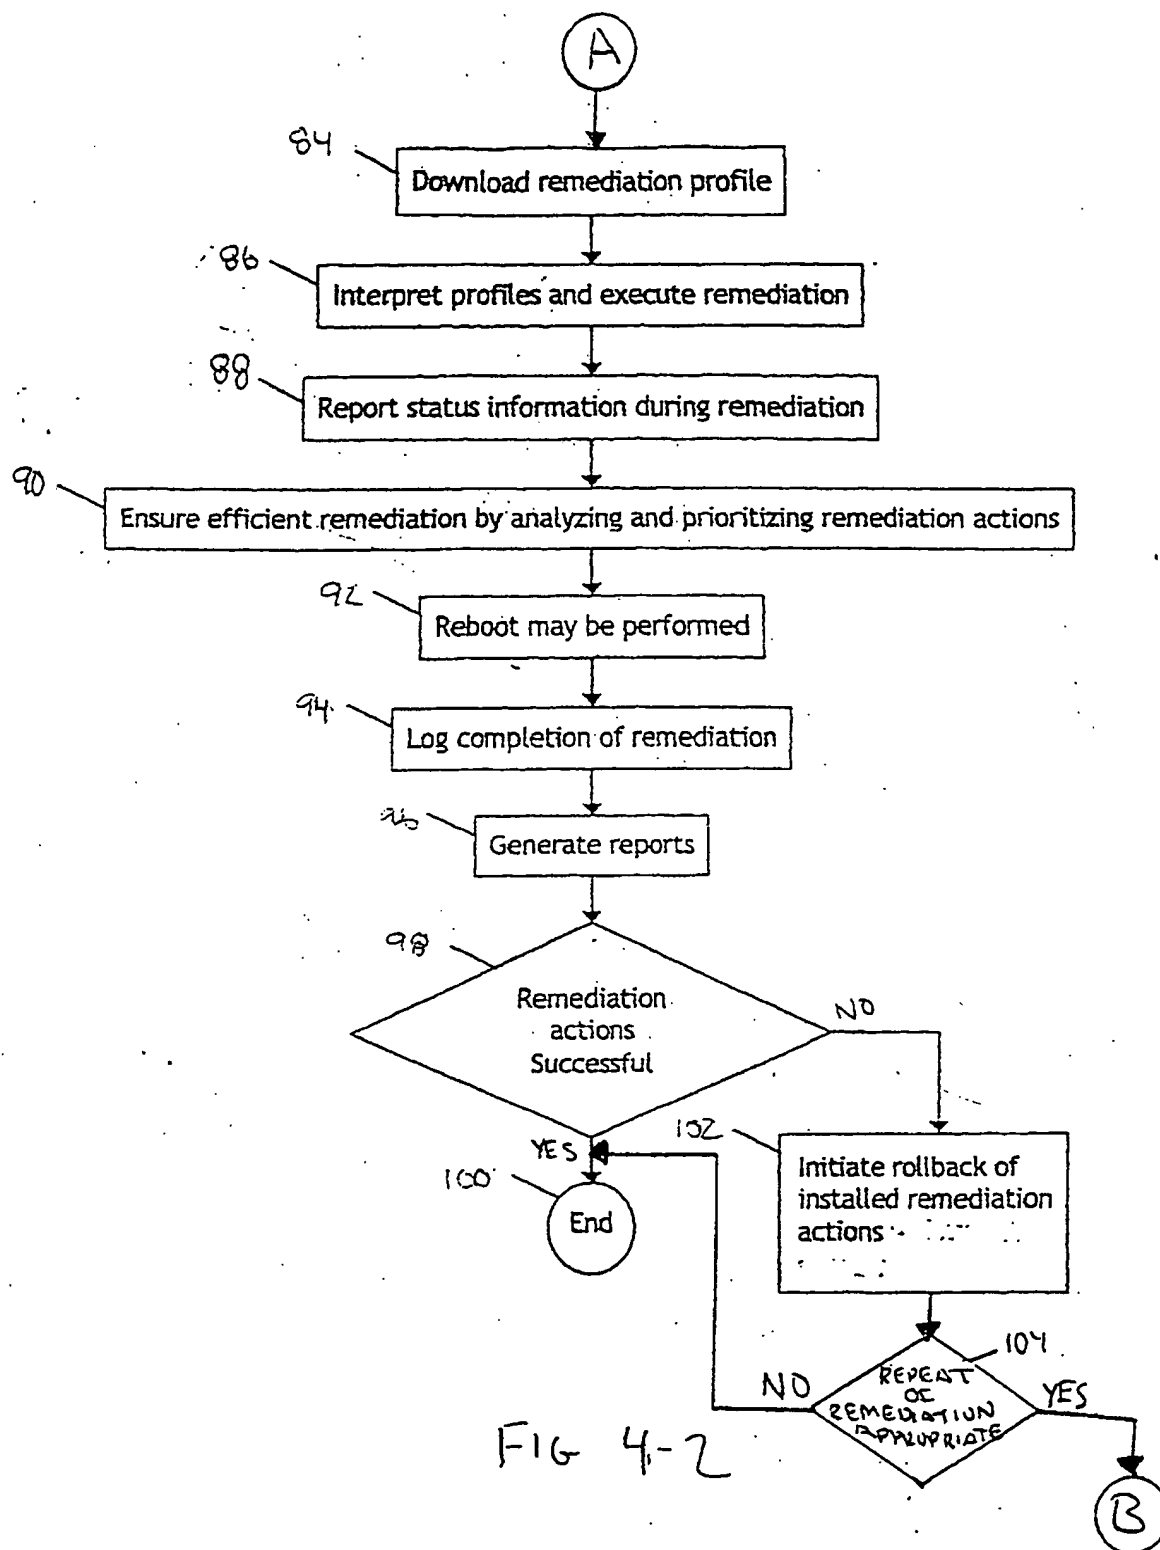 A
84
Download remediation profile
86
Interpret profiles and execute remediation
88
Report status information during remediation
90
Ensure efficient remediation by analyzing and prioritizing remediation actions
92
Reboot may be performed
94
Log completion of remediation
96
Generate reports
98
Remediation
actions
Successful
NO
YES
100
End
102
Initiate rollback of
installed remediation
actions
104
REPEAT
OF
REMEDIATION
APPROPRIATE
NO
YES
B
FIG 4-2